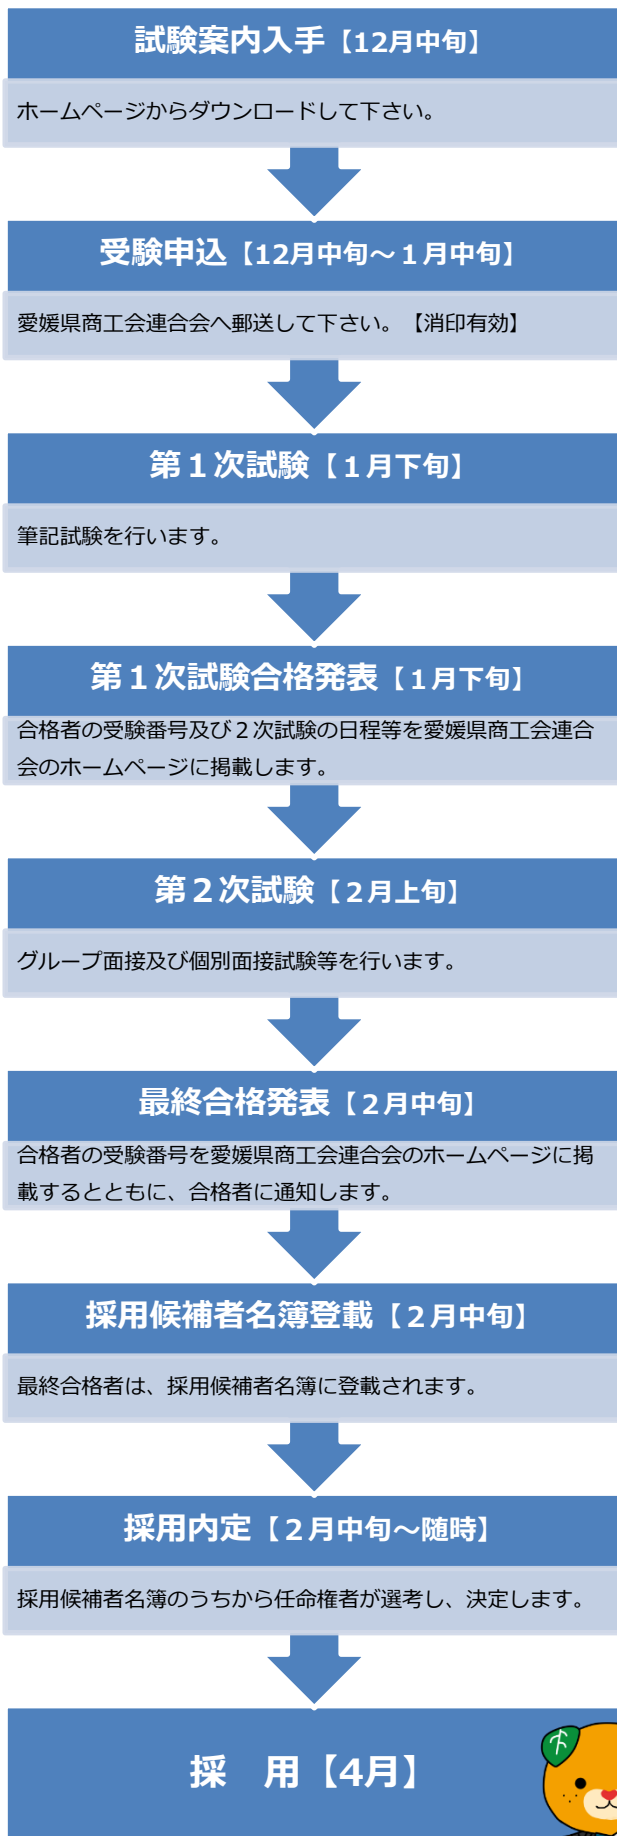 試験案内入手【12月中旬】
ホームページからダウンロードして下さい。
受験申込【12月中旬～１月中旬】
愛媛県商工会連合会へ郵送して下さい。【消印有効】
第１次試験【１月下旬】
筆記試験を行います。
第１次試験合格発表【１月下旬】
合格者の受験番号及び２次試験の日程等を愛媛県商工会連合
会のホームページに掲載します。
第２次試験【２月上旬】
グループ面接及び個別面接試験等を行います。
最終合格発表【２月中旬】
合格者の受験番号を愛媛県商工会連合会のホームページに掲
載するとともに、合格者に通知します。
採用候補者名簿登載【２月中旬】
最終合格者は、採用候補者名簿に登載されます。
採用内定【２月中旬～随時】
採用候補者名簿のうちから任命権者が選考し、決定します。
採　用【4月】